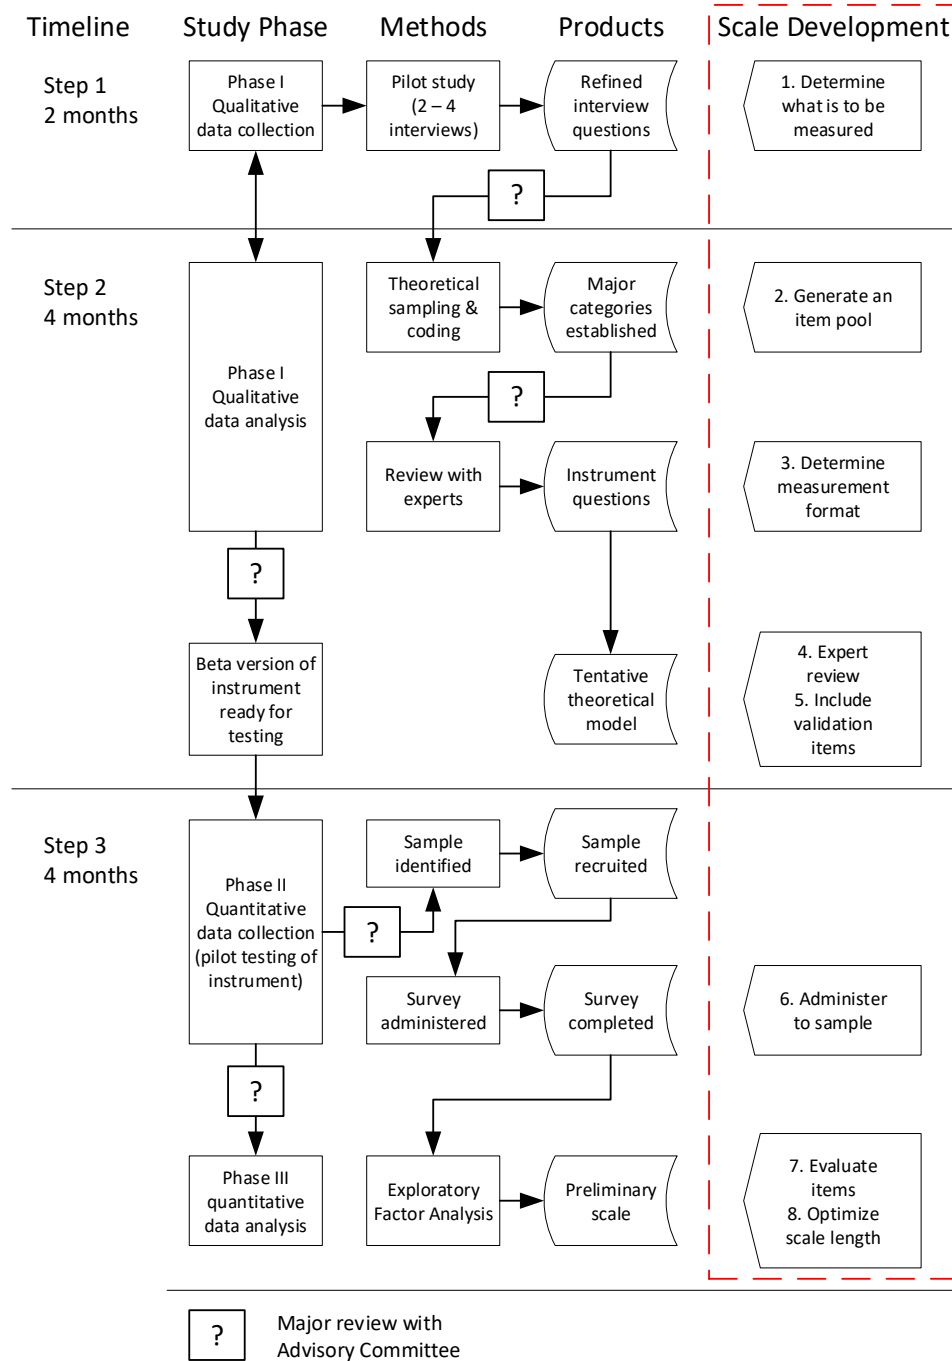 Timeline
Study Phase
Methods
Products
Scale Development
Step 1
2 months
Phase I
Qualitative
data collection
Pilot study
(2 – 4
interviews)
Refined
interview
questions
1. Determine
what is to be
measured
?
Step 2
4 months
Phase I
Qualitative
data analysis
Theoretical
sampling &
coding
Major
categories
established
2. Generate an
item pool
?
Review with
experts
Instrument
questions
3. Determine
measurement
format
?
Beta version of
instrument
ready for
testing
Tentative
theoretical
model
4. Expert
review
5. Include
validation
items
Step 3
4 months
Phase II
Quantitative
data collection
(pilot testing of
instrument)
?
Sample
identified
Sample
recruited
Survey
administered
Survey
completed
6. Administer
to sample
?
Phase III
quantitative
data analysis
Exploratory
Factor Analysis
Preliminary
scale
7. Evaluate
items
8. Optimize
scale length
?
Major review with
Advisory Committee